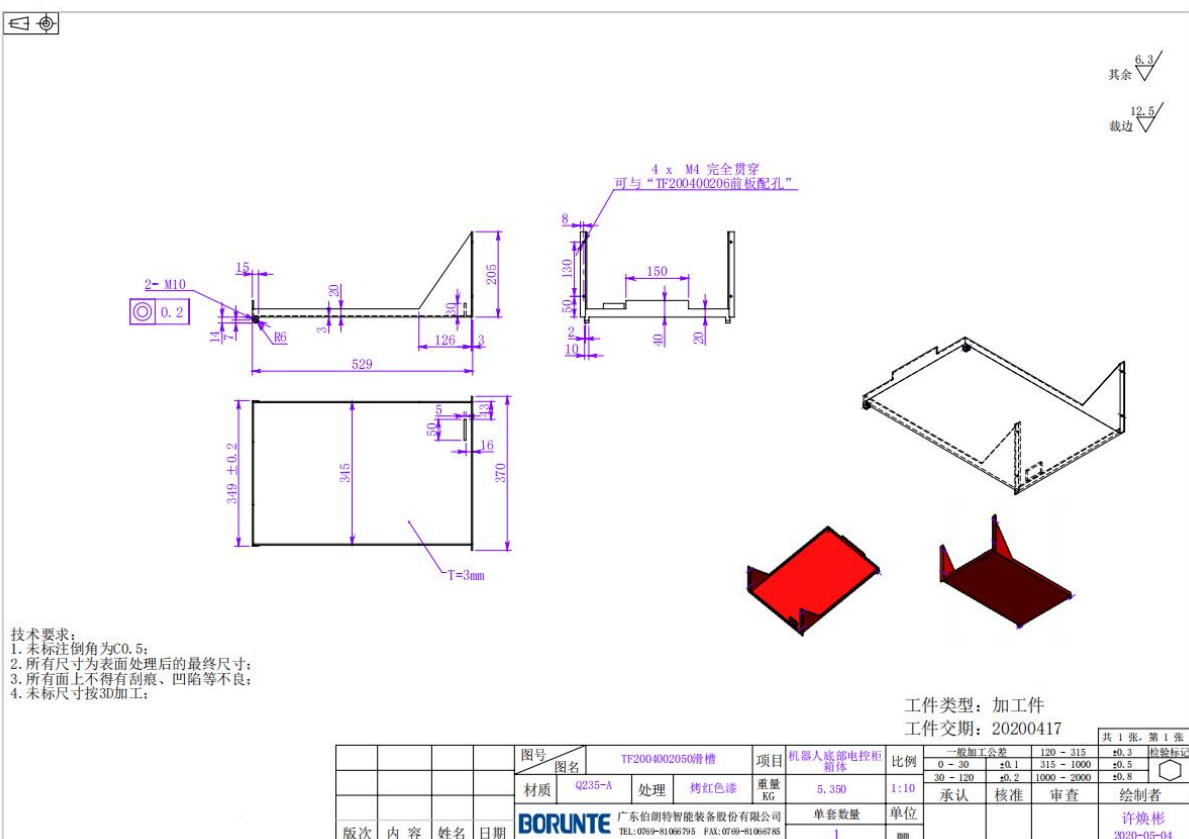 其余 6.3
裁边 12.5
4 x M4 完全贯穿
可与“TF200400206前板配孔”
8
130
50
2
10
150
40
20
15
2- M10
0.2
14
7
R6
3
20
30
205
126
3
529
349 ±0.2
345
5
43
50
16
370
T=3mm
技术要求:
1.未标注倒角为C0.5;
2.所有尺寸为表面处理后的最终尺寸;
3.所有面上不得有刮痕、凹陷等不良;
4.未标尺寸按3D加工;
工件类型: 加工件
工件交期: 20200417
共 1 张, 第 1 张
图号 图名 TF2004002050滑槽 项目 机器人底部电控柜箱体 比例
材质 Q235-A 处理 烤红色漆 重量 KG 5.350 1:10
一般加工公差 120 - 315 ±0.3 检验标记
0 - 30 ±0.1 315 - 1000 ±0.5
30 - 120 ±0.2 1000 - 2000 ±0.8
承认 核准 审查 绘制者
BORUNTE 广东伯朗特智能装备股份有限公司 单套数量 单位
TEL:0769-81066795 FAX:0769-81066785 1 mm
许焕彬
2020-05-04
版次 内容 姓名 日期